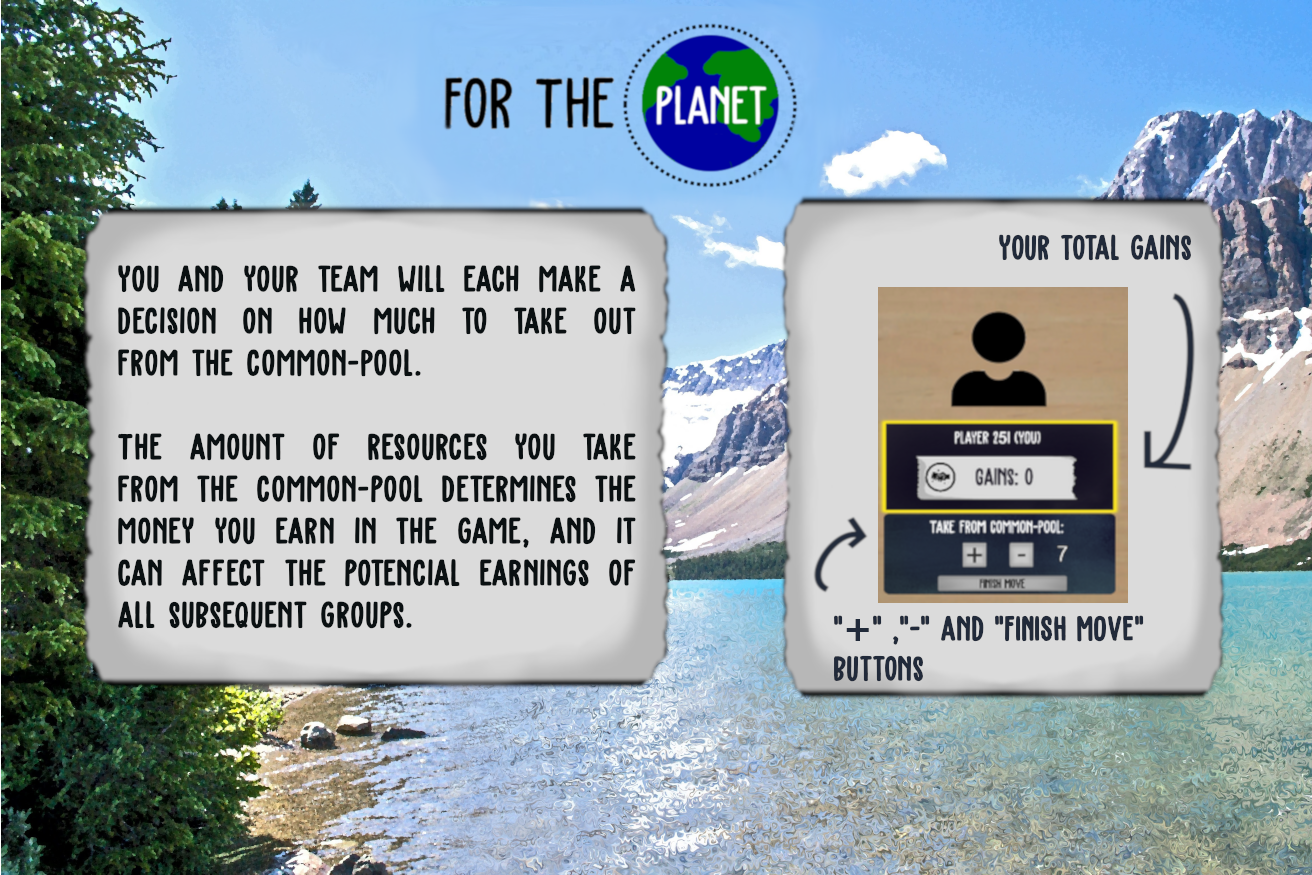 FOR THE PLANET
YOU AND YOUR TEAM WILL EACH MAKE A
DECISION ON HOW MUCH TO TAKE OUT
FROM THE COMMON-POOL.
THE AMOUNT OF RESOURCES YOU TAKE
FROM THE COMMON-POOL DETERMINES THE
MONEY YOU EARN IN THE GAME, AND IT
CAN AFFECT THE POTENCIAL EARNINGS OF
ALL SUBSEQUENT GROUPS.
YOUR TOTAL GAINS
PLAYER 251 (YOU)
GAINS: 0
TAKE FROM COMMON-POOL:
+ - 7
FINISH MOVE
"+" ,"-" AND "FINISH MOVE"
BUTTONS